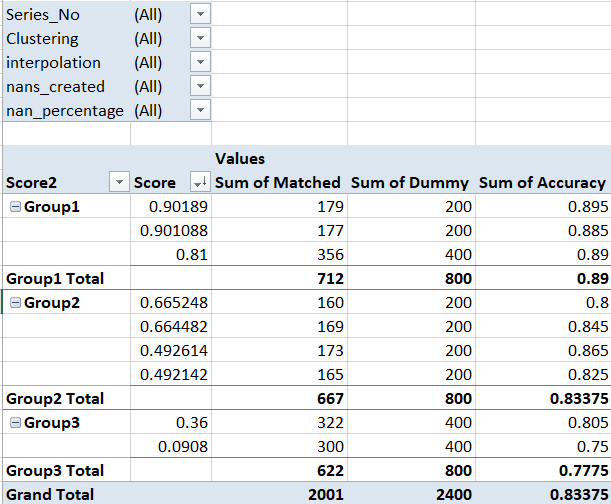 Series_No (All)
Clustering (All)
interpolation (All)
nans_created (All)
nan_percentage (All)
Values
Score2 Score Sum of Matched Sum of Dummy Sum of Accuracy
Group1 0.90189 179 200 0.895
0.901088 177 200 0.885
0.81 356 400 0.89
Group1 Total 712 800 0.89
Group2 0.665248 160 200 0.8
0.664482 169 200 0.845
0.492614 173 200 0.865
0.492142 165 200 0.825
Group2 Total 667 800 0.83375
Group3 0.36 322 400 0.805
0.0908 300 400 0.75
Group3 Total 622 800 0.7775
Grand Total 2001 2400 0.83375